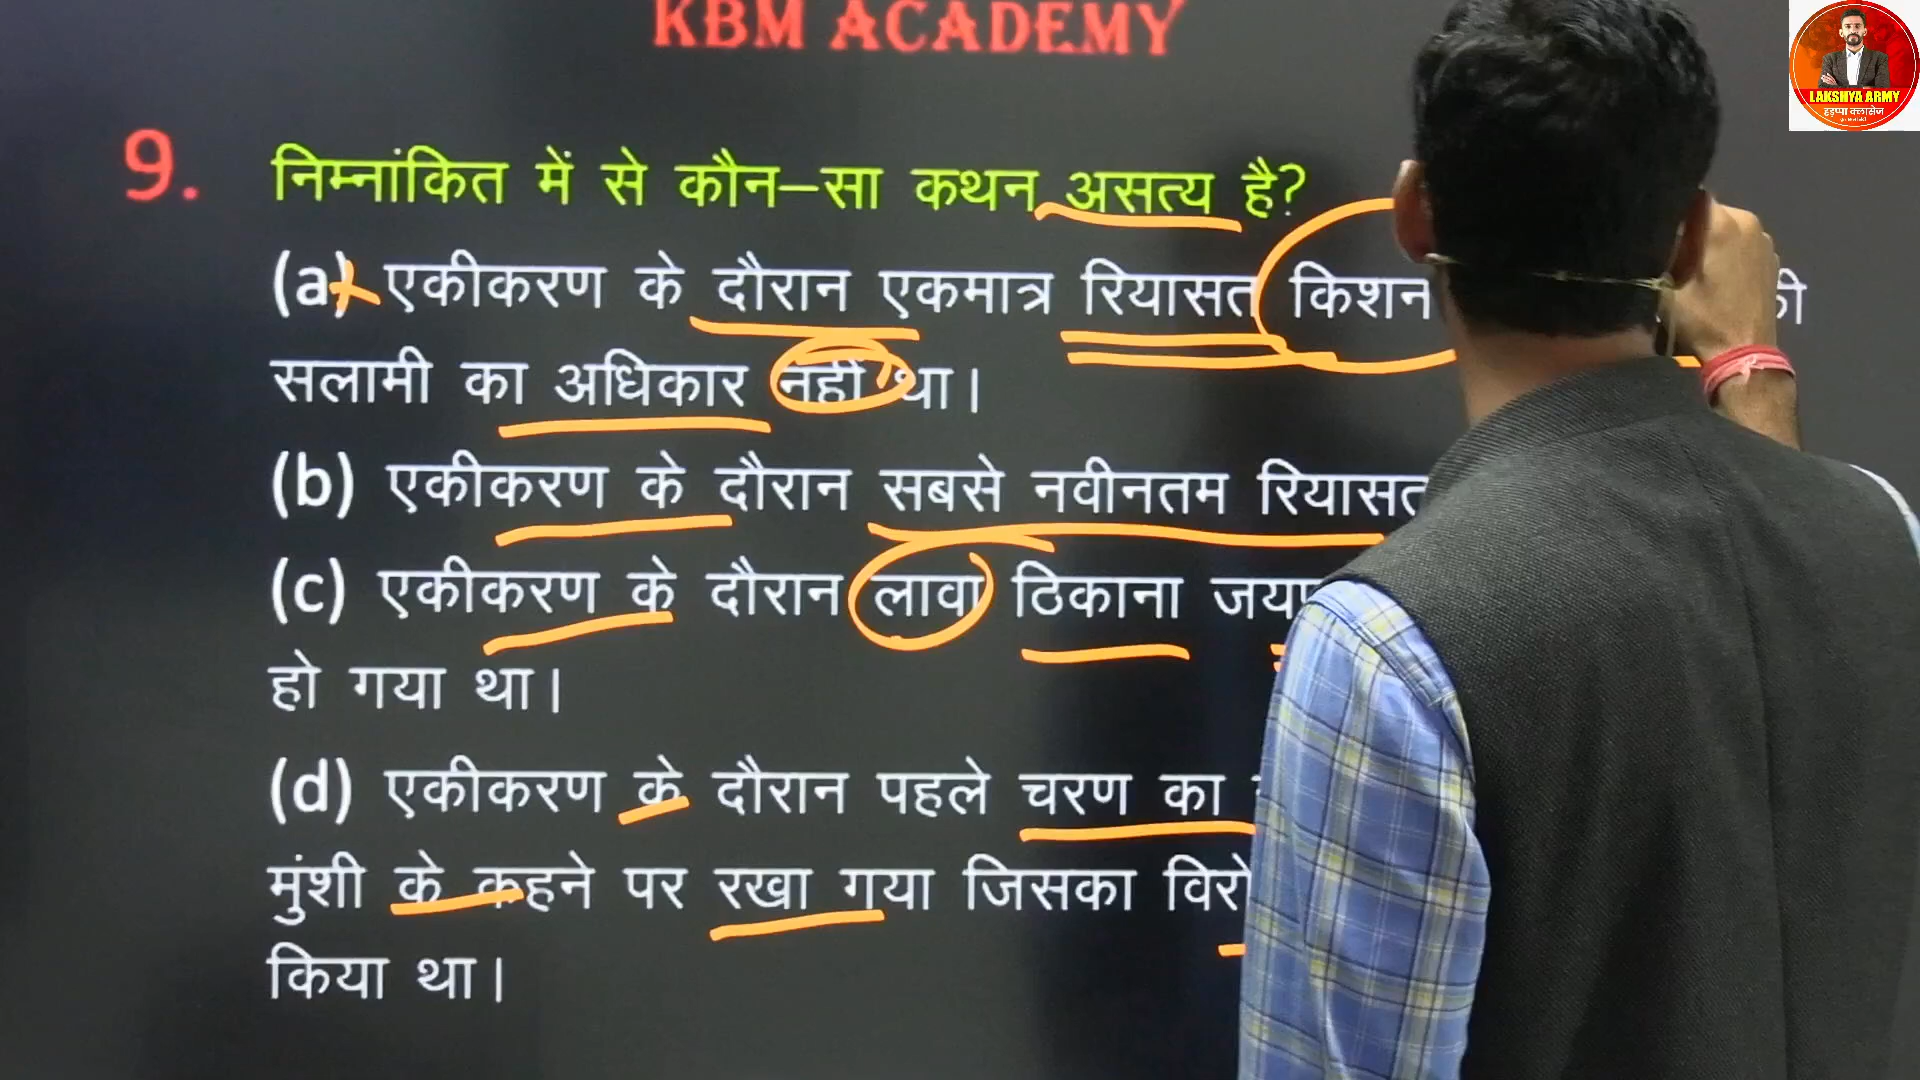 KBM ACADEMY
LAKSHYA ARMY
हड़प्पा क्लासेज
9. निम्नांकित में से कौन–सा कथन असत्य है?
(a) एकीकरण के दौरान एकमात्र रियासत किशन की
सलामी का अधिकार नहीं था।
(b) एकीकरण के दौरान सबसे नवीनतम रियासत
(c) एकीकरण के दौरान लावा ठिकाना
हो गया था।
(d) एकीकरण के दौरान पहले चरण का
मुंशी के कहने पर रखा गया जिसका
किया था।